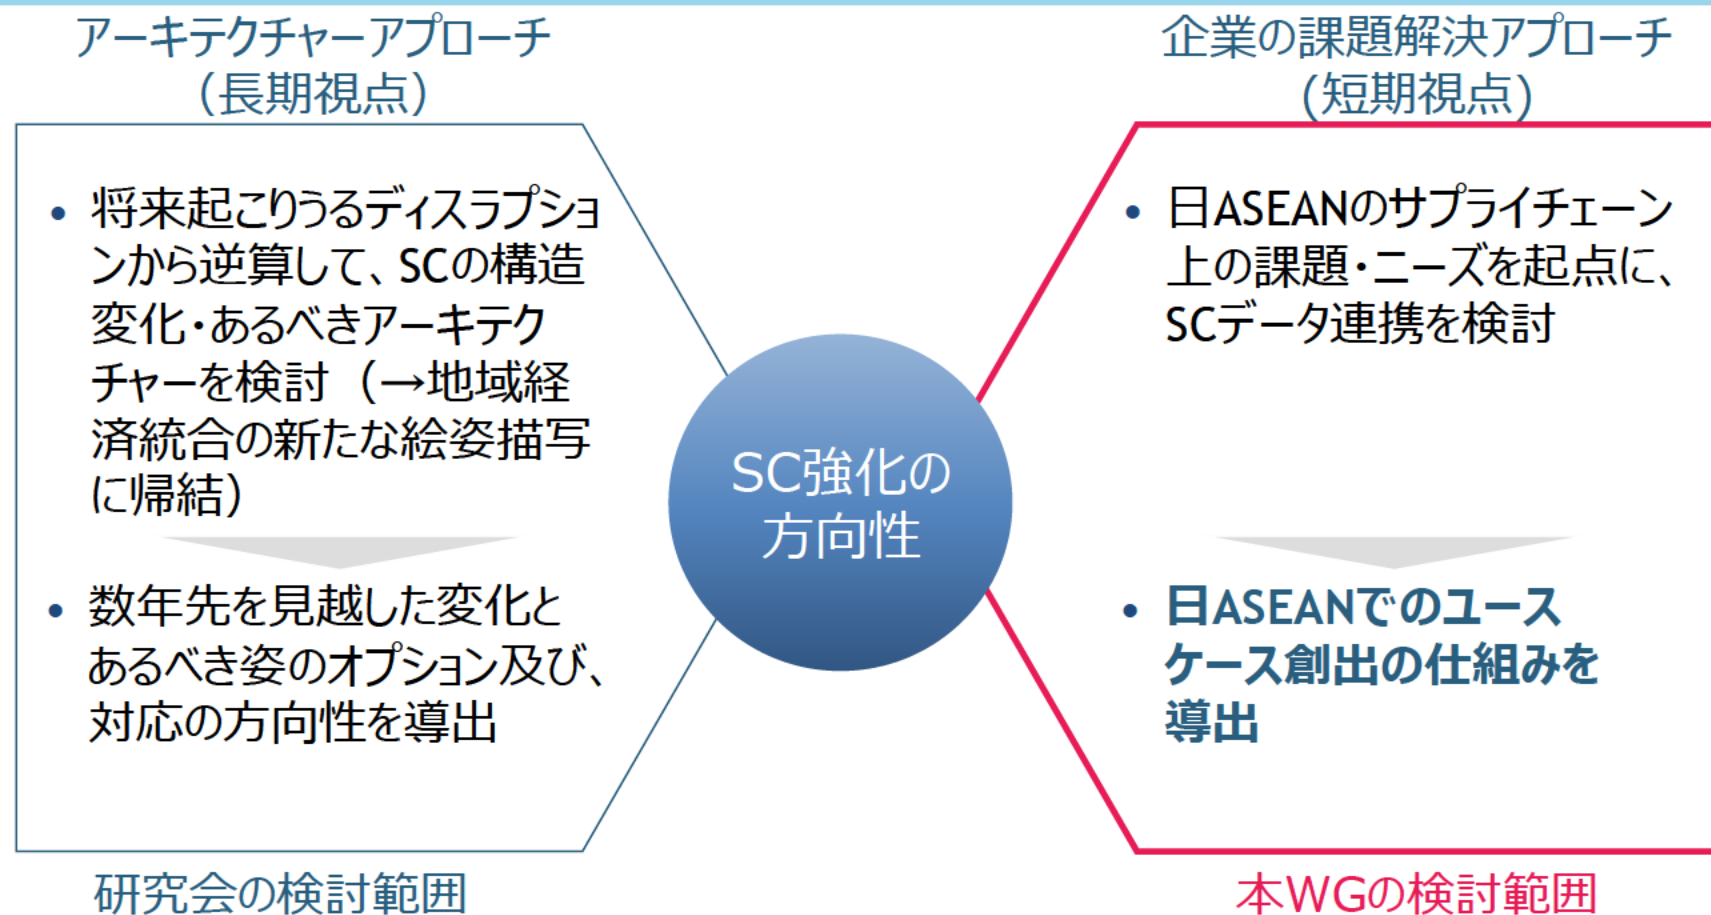 アーキテクチャーアプローチ
（長期視点）
• 将来起こりうるディスラプショ
ンから逆算して、SCの構造
変化・あるべきアーキテク
チャーを検討（→地域経
済統合の新たな絵姿描写
に帰結）
• 数年先を見越した変化と
あるべき姿のオプション及び、
対応の方向性を導出
研究会の検討範囲
SC強化の
方向性
企業の課題解決アプローチ
(短期視点)
• 日ASEANのサプライチェーン
上の課題・ニーズを起点に、
SCデータ連携を検討
• 日ASEANでのユース
ケース創出の仕組みを
導出
本WGの検討範囲